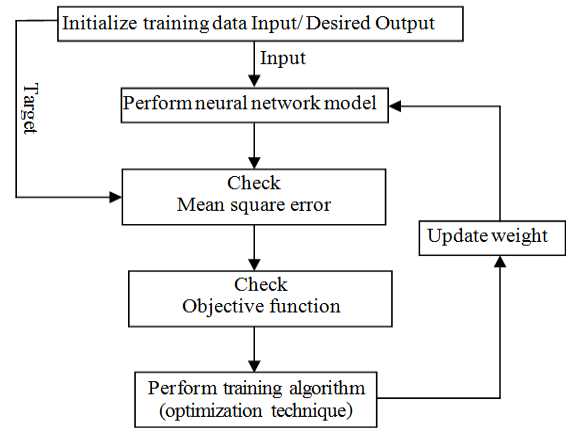 Initialize training data Input/ Desired Output
Input
Target
Perform neural network model
Check
Mean square error
Update weight
Check
Objective function
Perform training algorithm
(optimization technique)